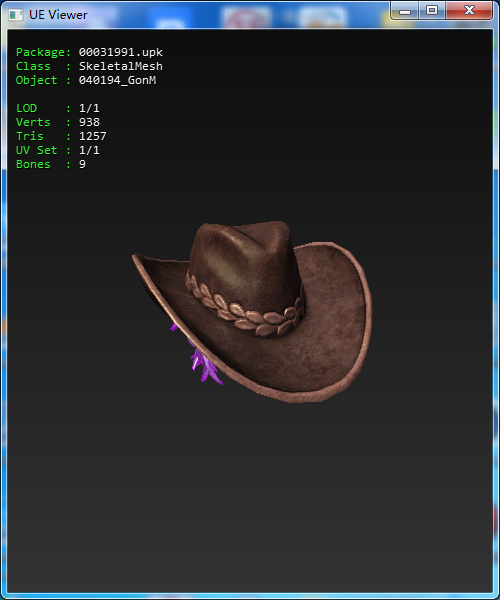 UE Viewer
Package: 00031991.upk
Class : SkeletalMesh
Object : 040194_GonM
LOD : 1/1
Verts : 938
Tris : 1257
UV Set : 1/1
Bones : 9